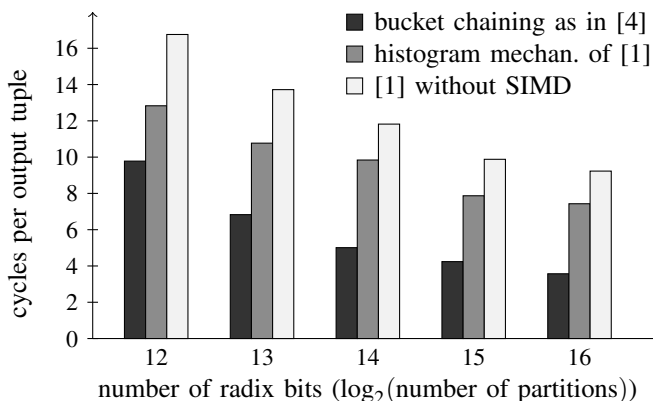 bucket chaining as in [4]
histogram mechan. of [1]
[1] without SIMD
cycles per output tuple
16
14
12
10
8
6
4
2
0
12 13 14 15 16
number of radix bits (log₂(number of partitions))